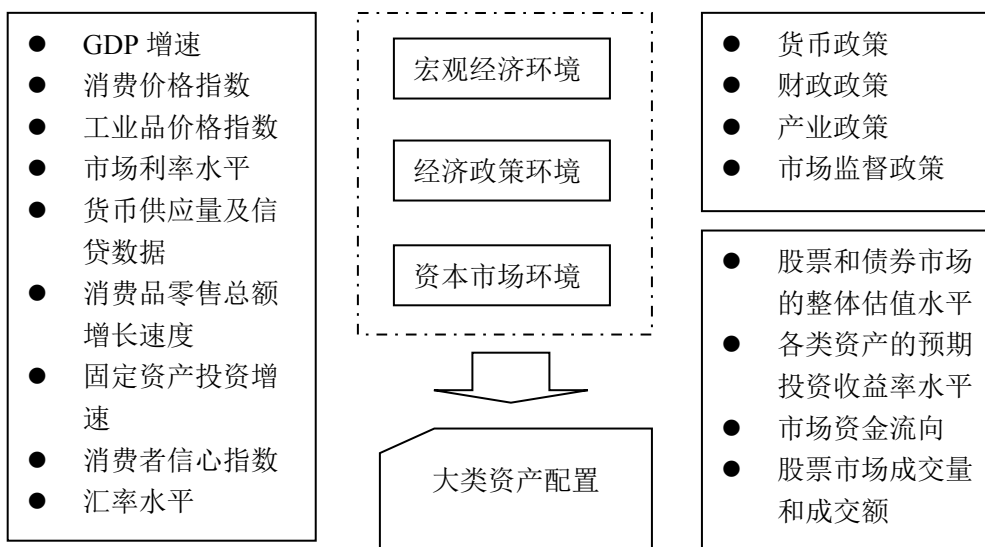 ● GDP 增速
● 消费价格指数
● 工业品价格指数
● 市场利率水平
● 货币供应量及信
贷数据
● 消费品零售总额
增长速度
● 固定资产投资增
速
● 消费者信心指数
● 汇率水平
宏观经济环境
经济政策环境
资本市场环境
大类资产配置
● 货币政策
● 财政政策
● 产业政策
● 市场监督政策
● 股票和债券市场
的整体估值水平
● 各类资产的预期
投资收益率水平
● 市场资金流向
● 股票市场成交量
和成交额